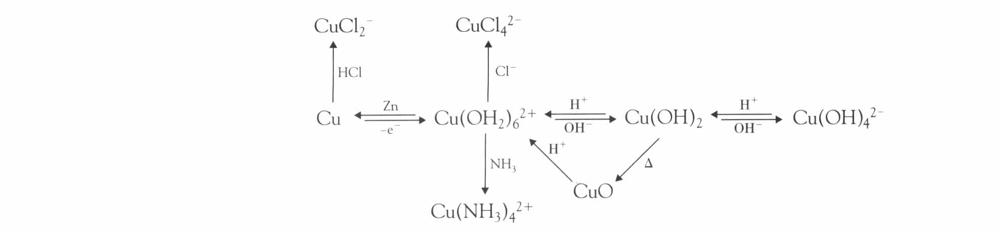 CuCl₂⁻ CuCl₄²⁻
HCl Cl⁻
Zn H⁺ H⁺
Cu Cu(OH₂)₆²⁺ Cu(OH)₂ Cu(OH)₄²⁻
–e⁻ OH⁻ OH⁻
H⁺
NH₃ Δ
CuO
Cu(NH₃)₄²⁺